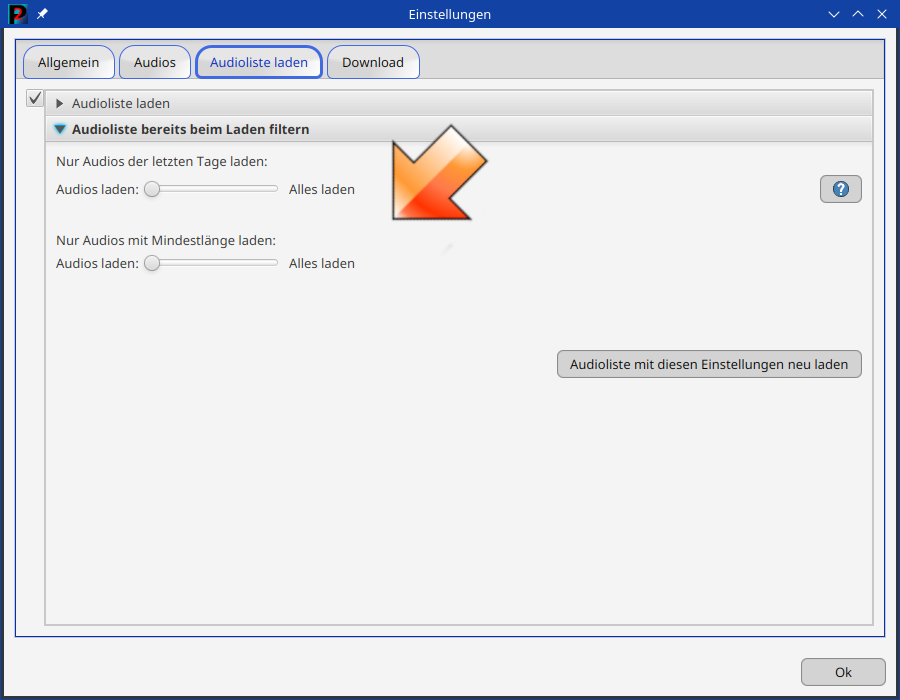 Einstellungen
Allgemein Audios Audioliste laden Download
Audioliste laden
Audioliste bereits beim Laden filtern
Nur Audios der letzten Tage laden:
Audios laden: Alles laden
Nur Audios mit Mindestlänge laden:
Audios laden: Alles laden
Audioliste mit diesen Einstellungen neu laden
Ok